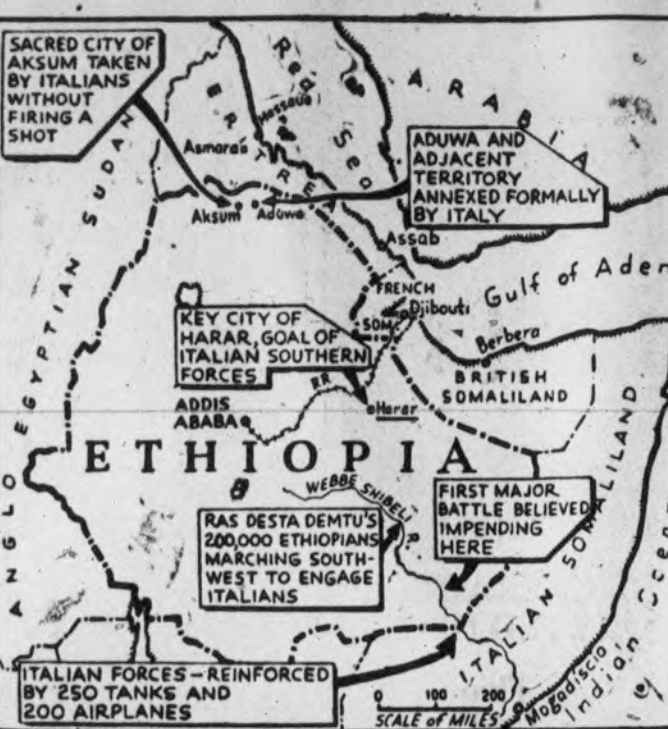 SACRED CITY OF
AKSUM TAKEN
BY ITALIANS
WITHOUT
FIRING A
SHOT
Red Sea
ARABIA
ERITREA
Massaua
Asmara
ADUWA AND
ADJACENT
TERRITORY
ANNEXED FORMALLY
BY ITALY
Aksum
Aduwa
Assab
ANGLO EGYPTIAN SUDAN
FRENCH
SOM.
Djibouti
Gulf of Aden
KEY CITY OF
HARAR, GOAL OF
ITALIAN SOUTHERN
FORCES
Berbera
BRITISH
SOMALILAND
RR
ADDIS
ABABA
Harar
ETHIOPIA
WEBBE SHIBELI R.
RAS DESTA DEMTU'S
200,000 ETHIOPIANS
MARCHING SOUTH-
WEST TO ENGAGE
ITALIANS
FIRST MAJOR
BATTLE BELIEVED
IMPENDING
HERE
ITALIAN SOMALILAND
ITALIAN FORCES—REINFORCED
BY 250 TANKS AND
200 AIRPLANES
0 100 200
SCALE of MILES
Mogadiscio
Indian Ocean